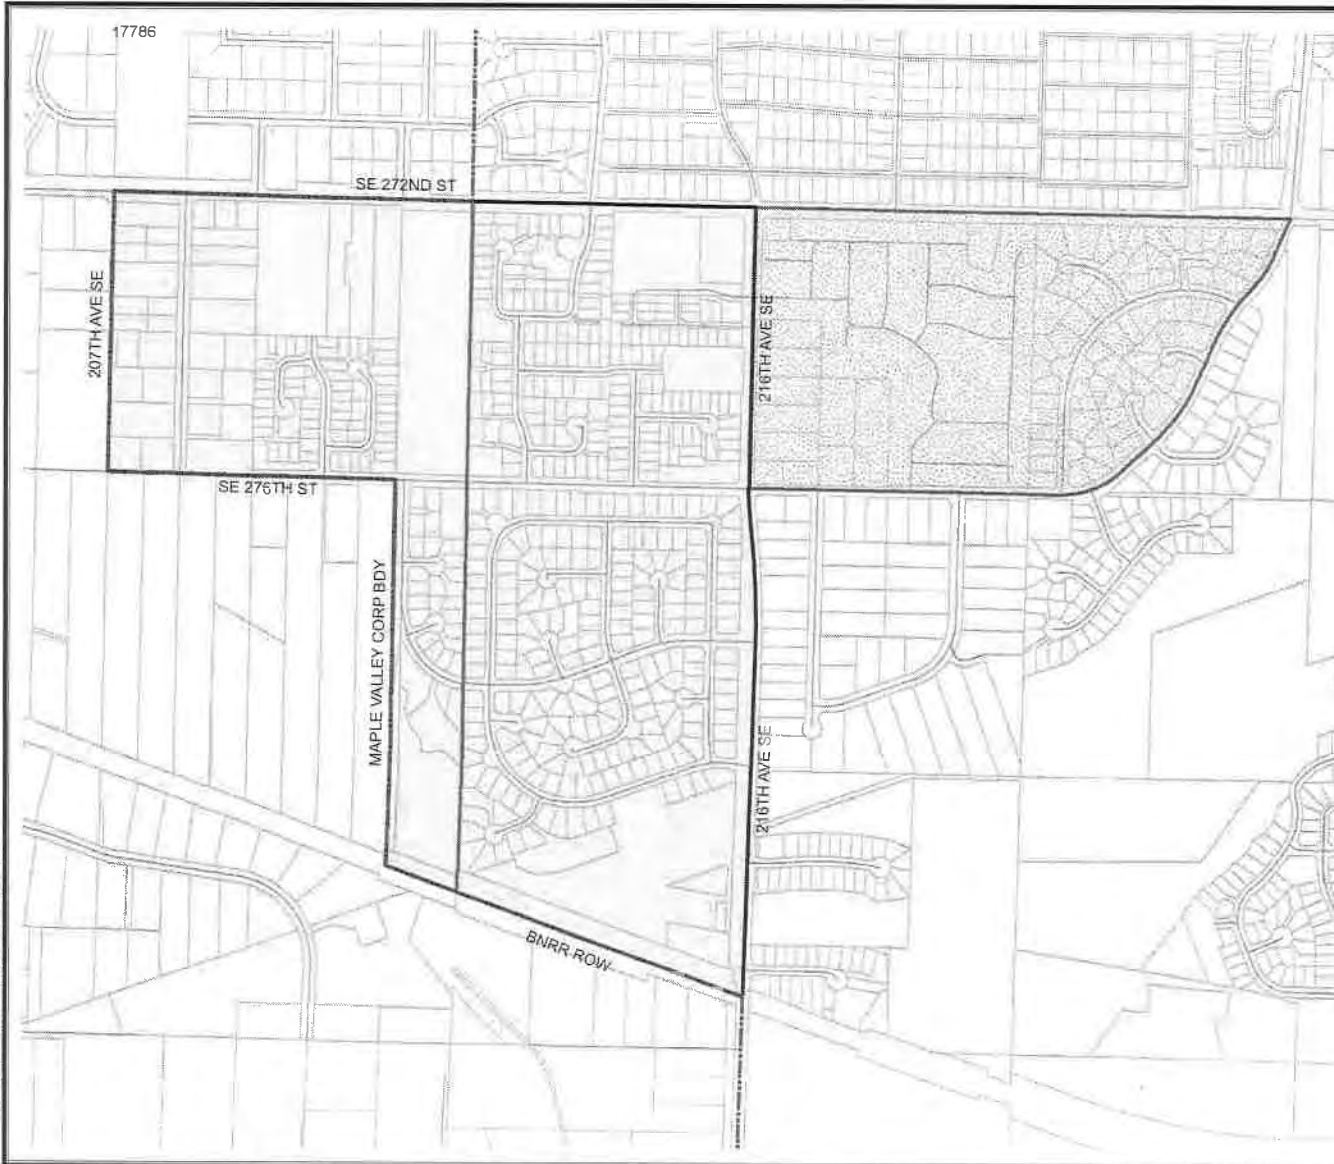 17786
SE 272ND ST
207TH AVE SE
216TH AVE SE
SE 276TH ST
MAPLE VALLEY CORP BDY
216TH AVE SE
BNRR ROW